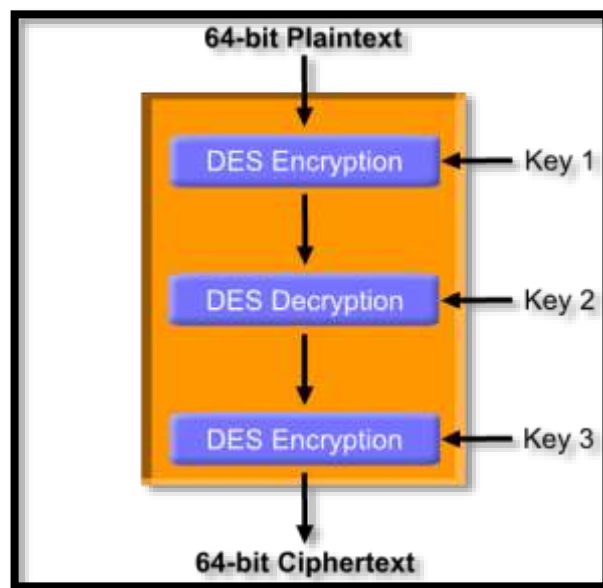 64-bit Plaintext
DES Encryption
Key 1
DES Decryption
Key 2
DES Encryption
Key 3
64-bit Ciphertext